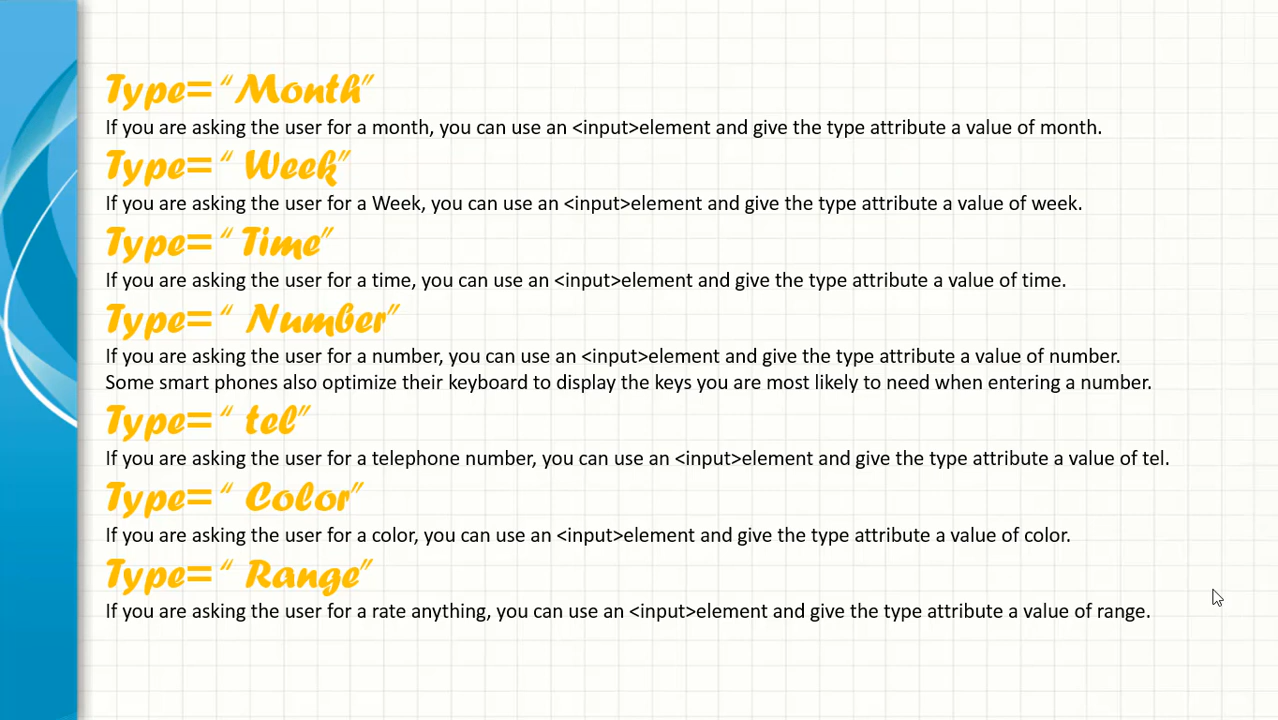 Type=“Month”
If you are asking the user for a month, you can use an <input>element and give the type attribute a value of month.
Type=“ Week”
If you are asking the user for a Week, you can use an <input>element and give the type attribute a value of week.
Type=“ Time”
If you are asking the user for a time, you can use an <input>element and give the type attribute a value of time.
Type=“ Number”
If you are asking the user for a number, you can use an <input>element and give the type attribute a value of number.
Some smart phones also optimize their keyboard to display the keys you are most likely to need when entering a number.
Type=“ tel”
If you are asking the user for a telephone number, you can use an <input>element and give the type attribute a value of tel.
Type=“ Color”
If you are asking the user for a color, you can use an <input>element and give the type attribute a value of color.
Type=“ Range”
If you are asking the user for a rate anything, you can use an <input>element and give the type attribute a value of range.